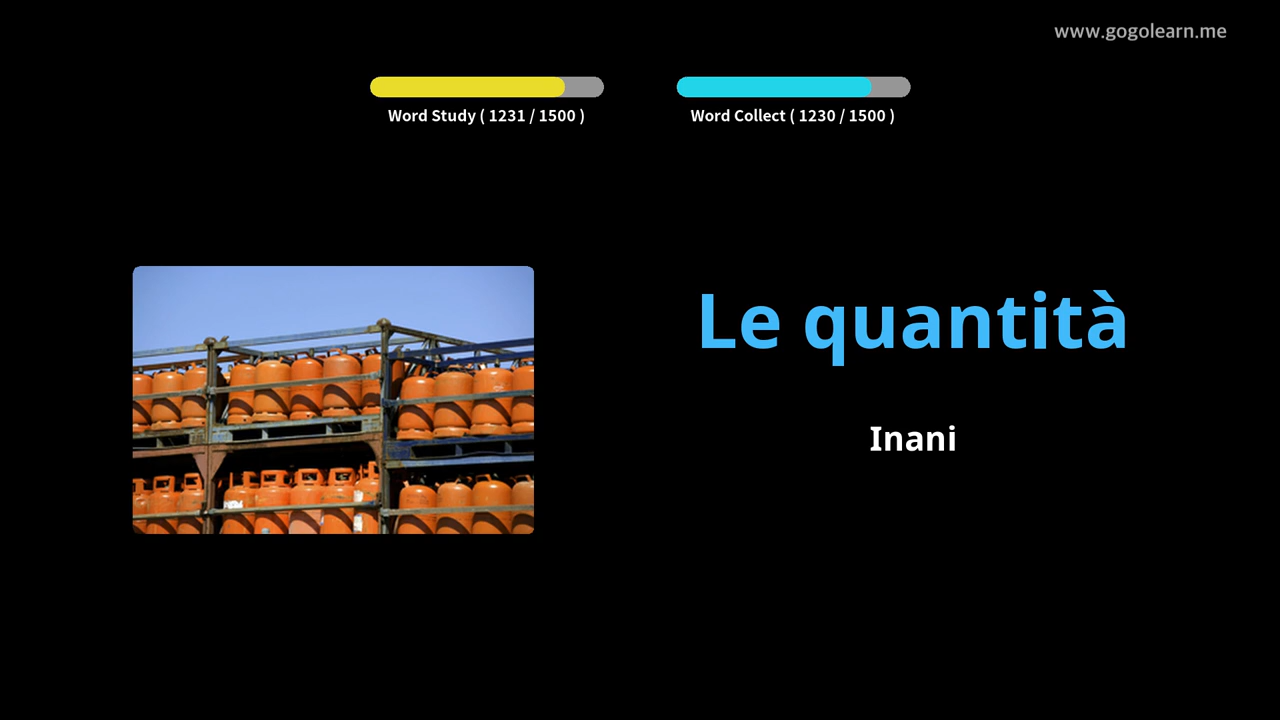 www.gogolearn.me
Word Study ( 1231 / 1500 )
Word Collect ( 1230 / 1500 )
Le quantità
Inani